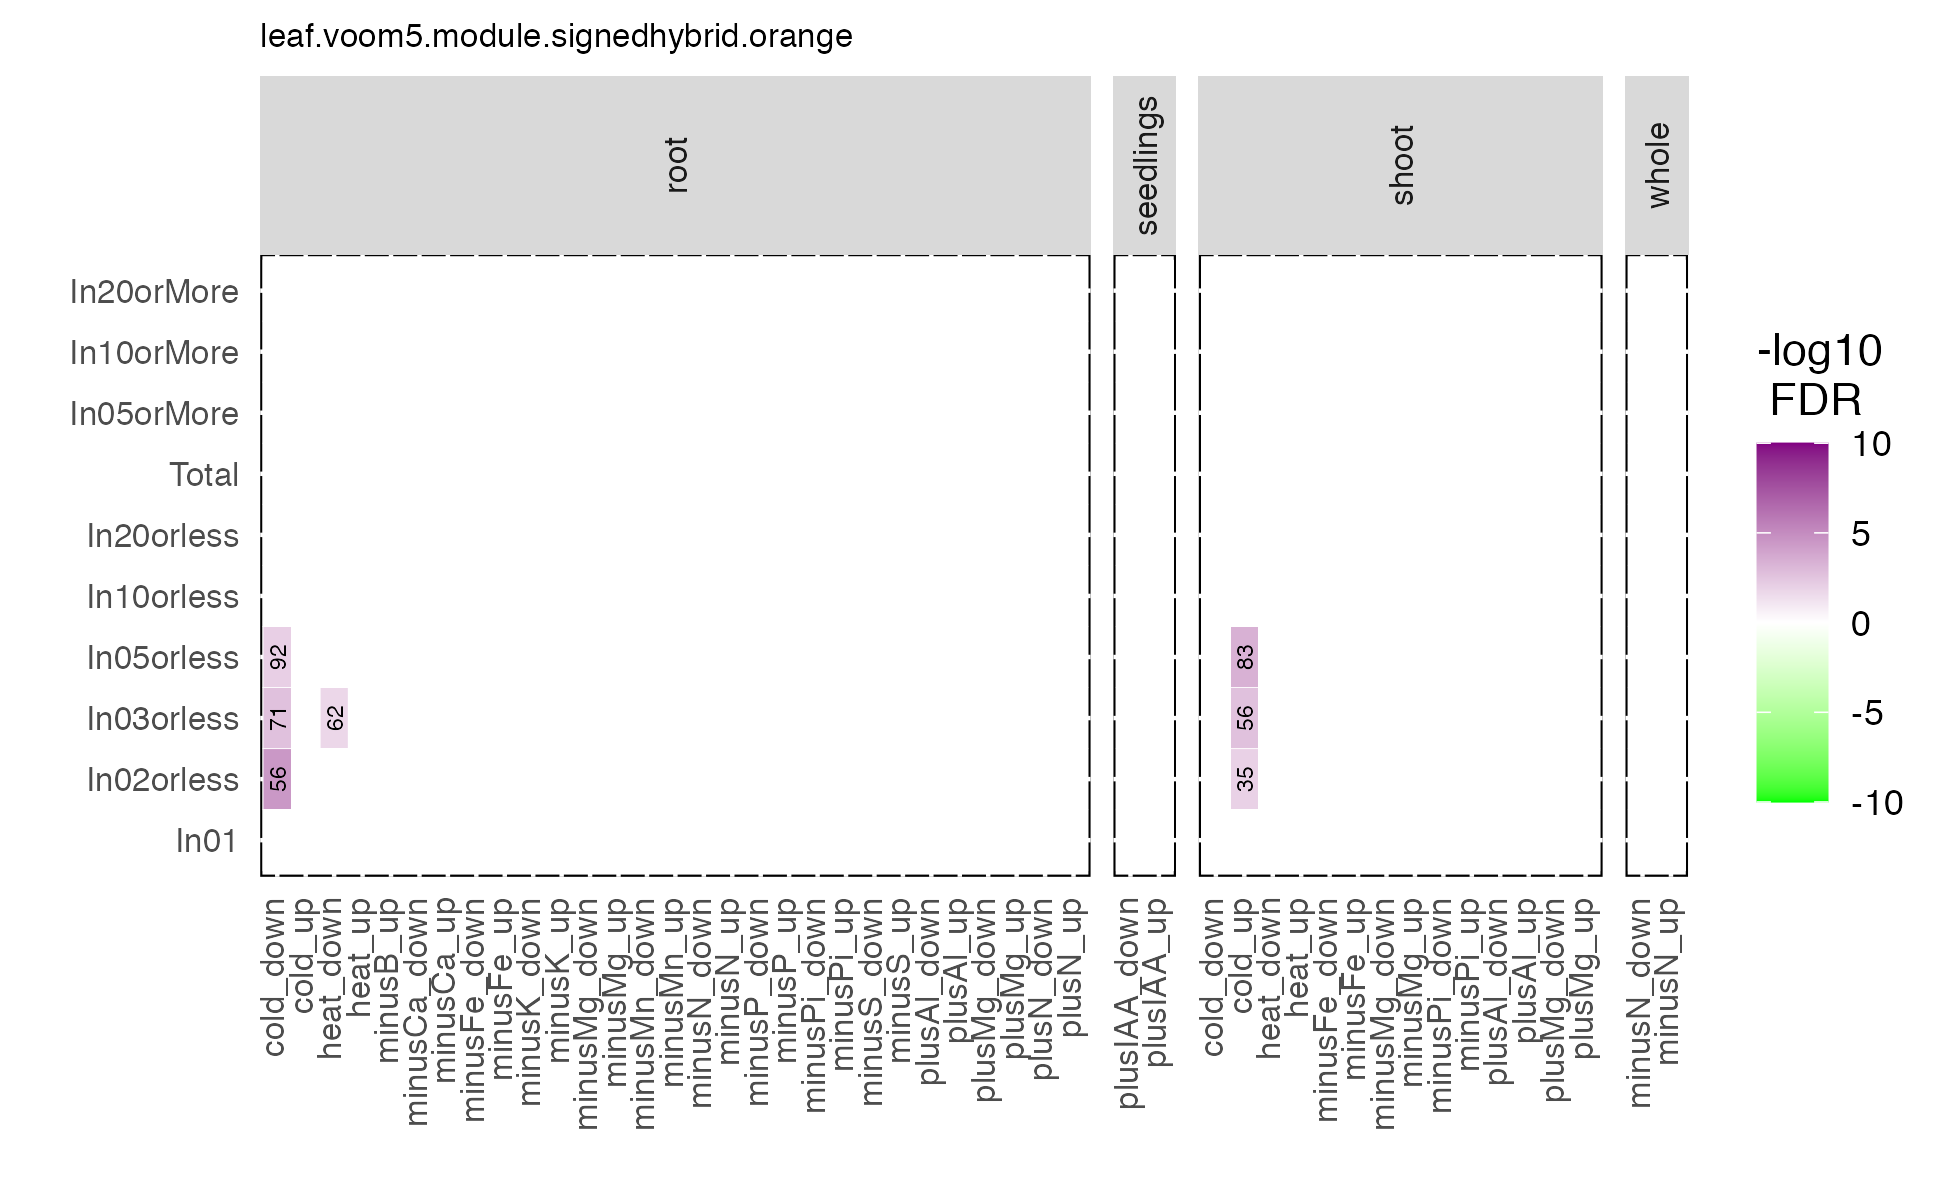 leaf.voom5.module.signedhybrid.orange
root
seedlings
shoot
whole
In20orMore
In10orMore
In05orMore
Total
In20orless
In10orless
In05orless
In03orless
In02orless
In01
92
71
62
56
83
56
35
cold_down
cold_up
heat_down
heat_up
minusB_up
minusCa_down
minusCa_up
minusFe_down
minusFe_up
minusK_down
minusK_up
minusMg_down
minusMg_up
minusMn_down
minusMn_up
minusN_down
minusN_up
minusP_down
minusP_up
minusPi_down
minusPi_up
minusS_down
minusS_up
plusAl_down
plusAl_up
plusMg_down
plusMg_up
plusN_down
plusN_up
plusIAA_down
plusIAA_up
cold_down
cold_up
heat_down
heat_up
minusFe_down
minusFe_up
minusMg_down
minusMg_up
minusPi_down
minusPi_up
plusAl_down
plusAl_up
plusMg_down
plusMg_up
minusN_down
minusN_up
-log10
FDR
10
5
0
-5
-10